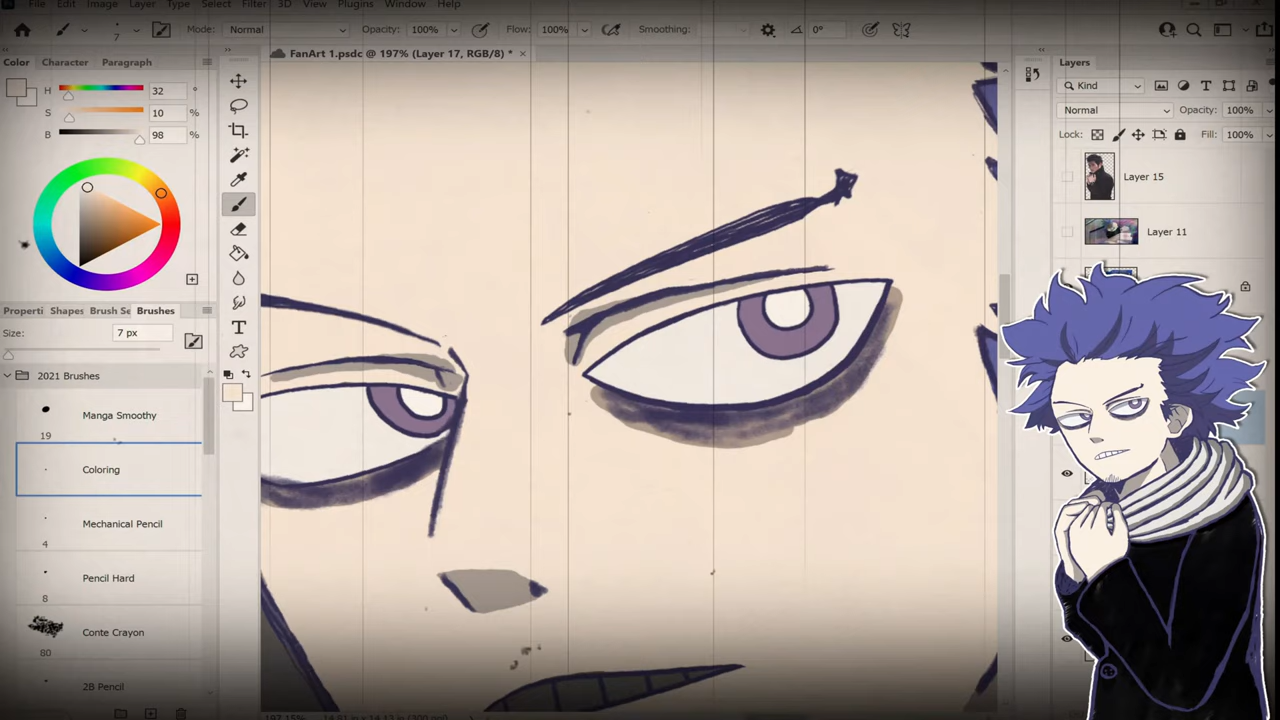 File Edit Image Layer Type Select Filter 3D View Plugins Window Help
7 Mode: Normal Opacity: 100% Flow: 100% Smoothing: 0°
FanArt 1.psdc @ 197% (Layer 17, RGB/8) * ×
Color Character Paragraph
H 32 °
S 10 %
B 98 %
Properti Shapes Brush Se Brushes
Size: 7 px
2021 Brushes
Manga Smoothy
19
Coloring
Mechanical Pencil
4
Pencil Hard
8
Conte Crayon
80
2B Pencil
Layers
Kind
Normal Opacity: 100%
Lock: Fill: 100%
Layer 15
Layer 11